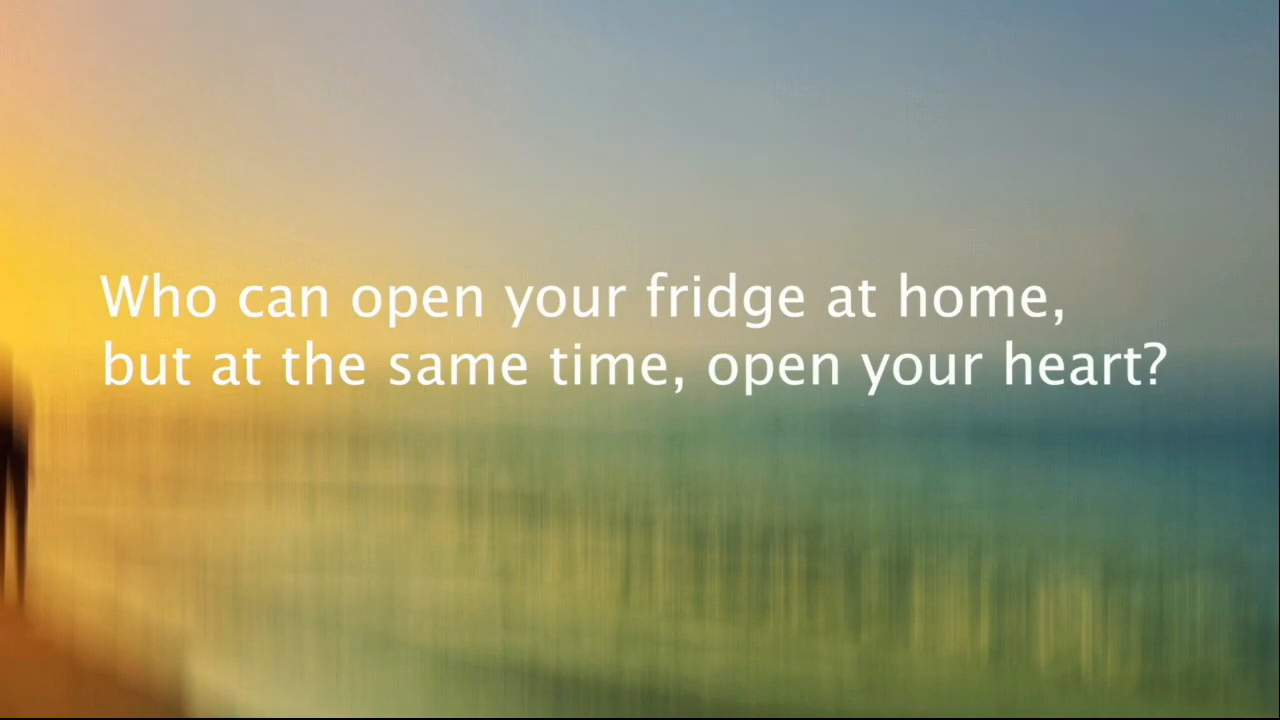 Who can open your fridge at home,
but at the same time, open your heart?